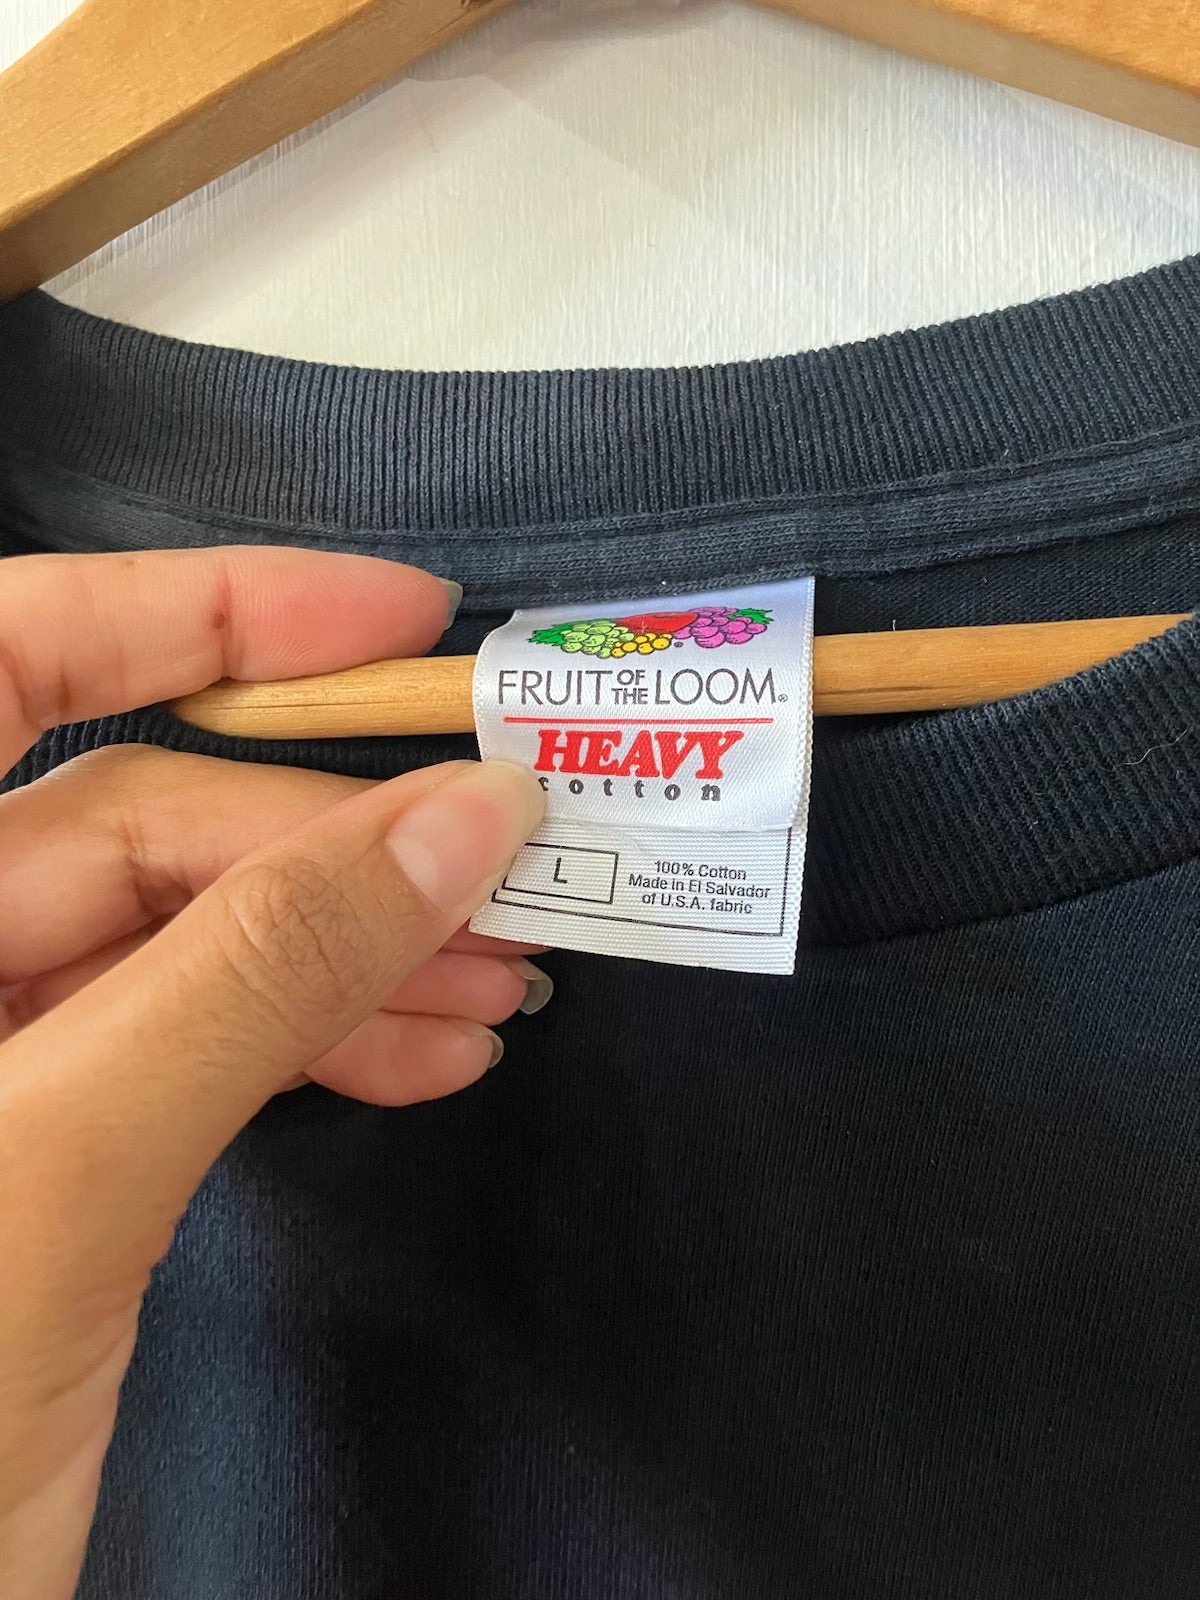 FRUIT OF THE LOOM®
HEAVY
cotton
L
100% Cotton
Made in El Salvador
of U.S.A. fabric